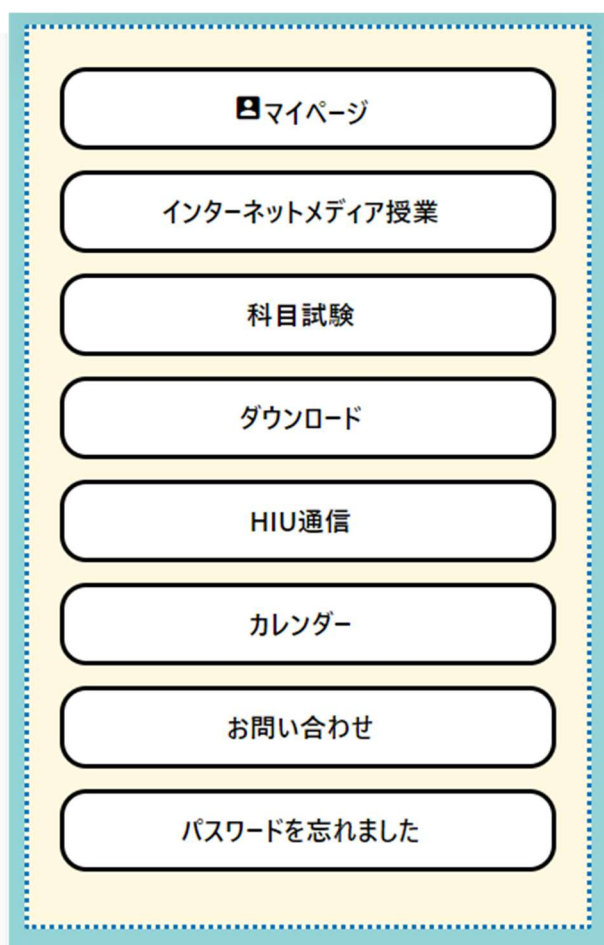 マイページ
インターネットメディア授業
科目試験
ダウンロード
HIU通信
カレンダー
お問い合わせ
パスワードを忘れました